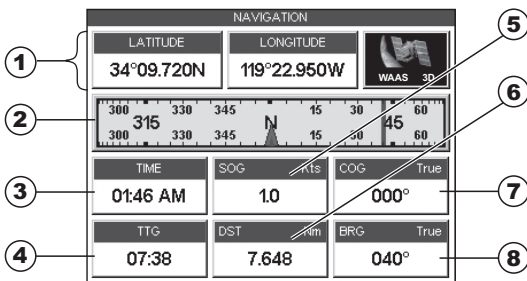 NAVIGATION
LATITUDE LONGITUDE
34°09.720N 119°22.950W WAAS 3D
300 330 345 15 30 60
315 N 45
300 330 345 15 30 60
TIME SOG Kts COG True
01:46 AM 1.0 000°
TTG DST Nm BRG True
07:38 7.648 040°
1
2
3
4
5
6
7
8